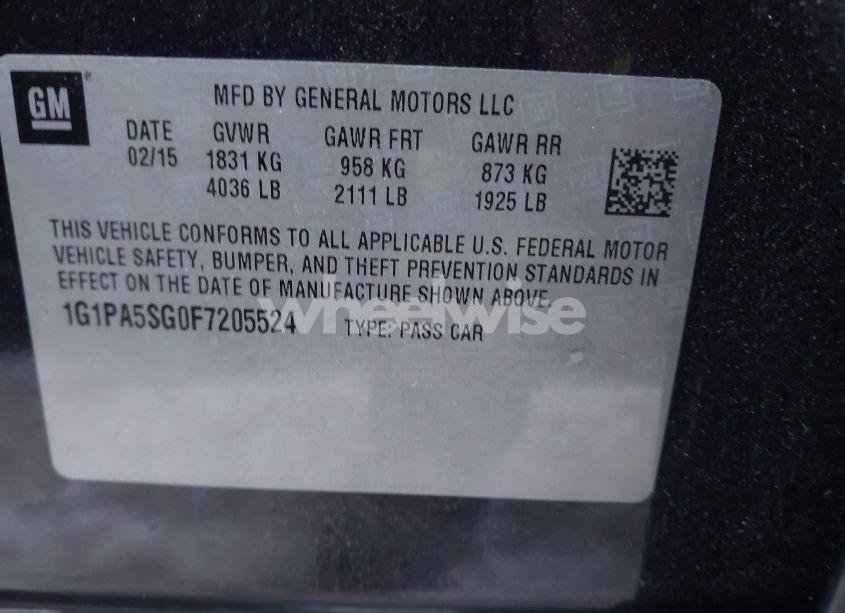 GM
MFD BY GENERAL MOTORS LLC
DATE GVWR GAWR FRT GAWR RR
02/15 1831 KG 958 KG 873 KG
4036 LB 2111 LB 1925 LB
THIS VEHICLE CONFORMS TO ALL APPLICABLE U.S. FEDERAL MOTOR
VEHICLE SAFETY, BUMPER, AND THEFT PREVENTION STANDARDS IN
EFFECT ON THE DATE OF MANUFACTURE SHOWN ABOVE.
1G1PA5SG0F7205524 TYPE: PASS CAR
wheelwise